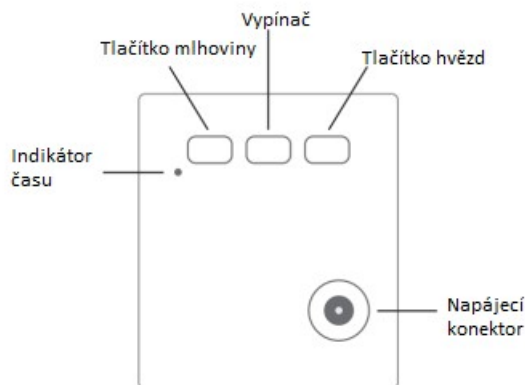 Vypínač
Tlačítko mlhoviny
Tlačítko hvězd
Indikátor
času
Napájecí
konektor